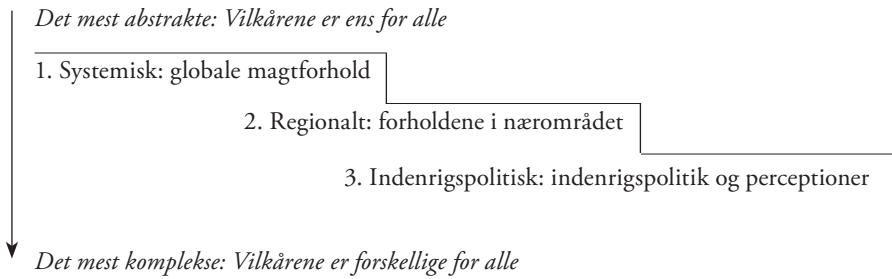 Det mest abstrakte: Vilkårene er ens for alle
1. Systemisk: globale magtforhold
2. Regionalt: forholdene i nærområdet
3. Indenrigspolitisk: indenrigspolitik og perceptioner
Det mest komplekse: Vilkårene er forskellige for alle